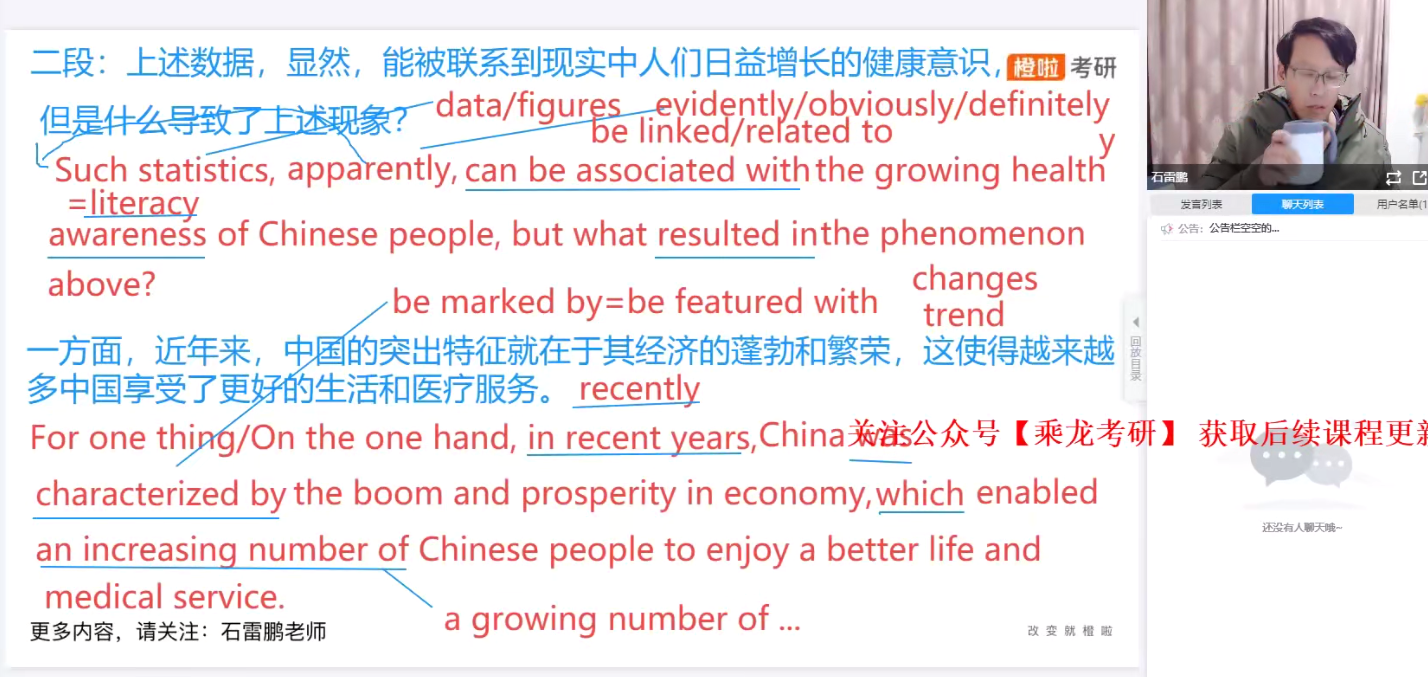 二段：上述数据，显然，能被联系到现实中人们日益增长的健康意识，
橙啦 考研
但是什么导致了上述现象？
data/figures evidently/obviously/definitely
be linked/related to
y
Such statistics, apparently, can be associated with the growing health
=literacy
awareness of Chinese people, but what resulted in the phenomenon
above?
be marked by=be featured with
changes
trend
一方面，近年来，中国的突出特征就在于其经济的蓬勃和繁荣，这使得越来越
多中国享受了更好的生活和医疗服务。 recently
For one thing/On the one hand, in recent years, China was
关注公众号【乘龙考研】 获取后续课程更新
characterized by the boom and prosperity in economy, which enabled
an increasing number of Chinese people to enjoy a better life and
medical service.
a growing number of ...
更多内容，请关注：石雷鹏老师
改变就橙啦
石雷鹏
发言列表 聊天列表 用户名单(1
公告：公告栏空空的...
回放目录
还没有人聊天哦~